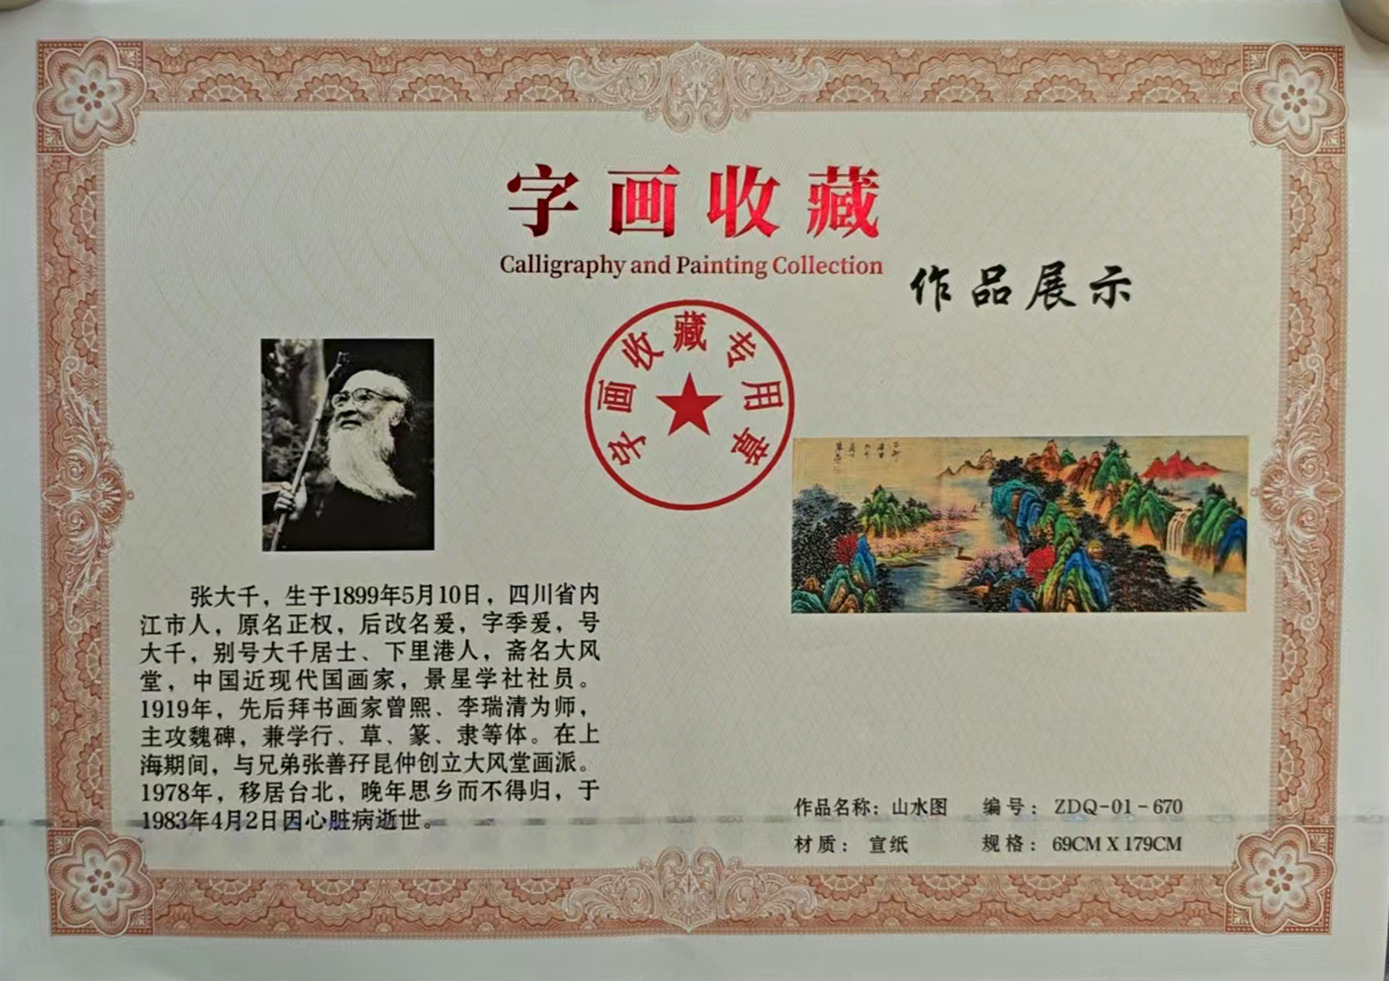 字画收藏
Calligraphy and Painting Collection
作品展示
字画收藏专用章
张大千，生于1899年5月10日，四川省内
江市人，原名正权，后改名爰，字季爰，号
大千，别号大千居士、下里港人，斋名大风
堂，中国近现代国画家，景星学社社员。
1919年，先后拜书画家曾熙、李瑞清为师，
主攻魏碑，兼学行、草、篆、隶等体。在上
海期间，与兄弟张善孖昆仲创立大风堂画派。
1978年，移居台北，晚年思乡而不得归，于
1983年4月2日因心脏病逝世。
作品名称：山水图 编号：ZDQ-01-670
材质：宣纸 规格：69CM X 179CM